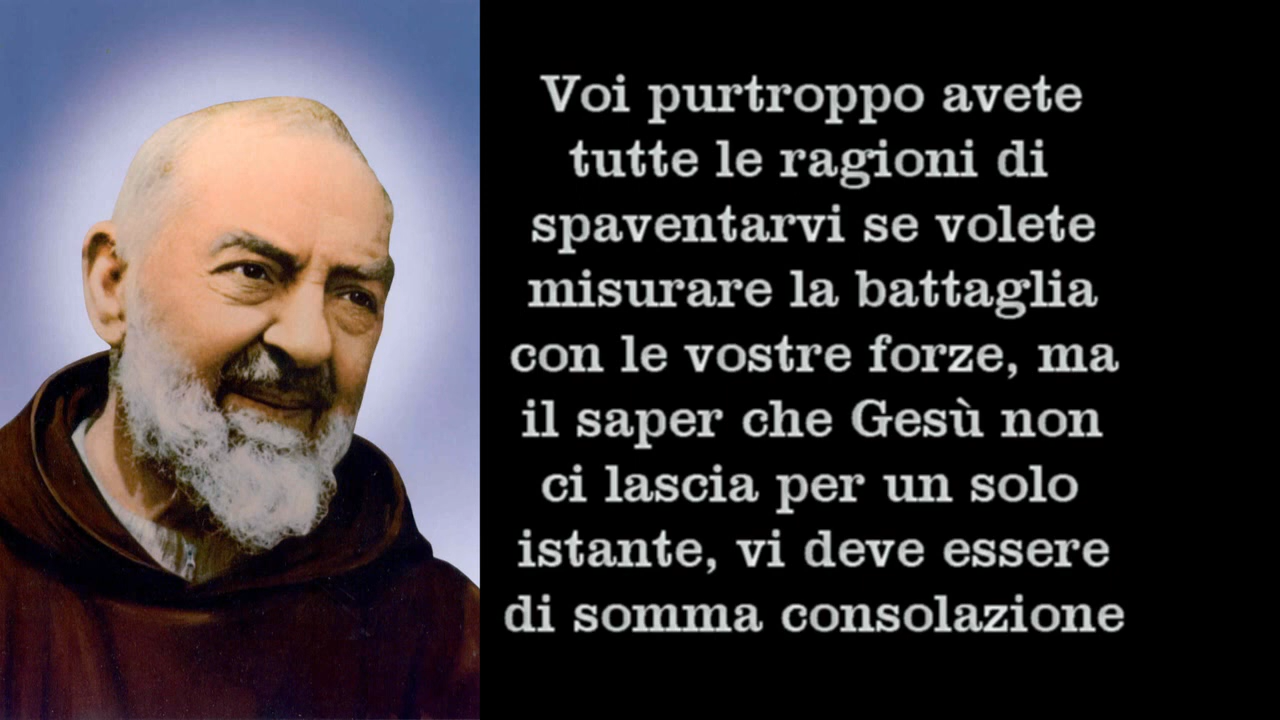 Voi purtroppo avete
tutte le ragioni di
spaventarvi se volete
misurare la battaglia
con le vostre forze, ma
il saper che Gesù non
ci lascia per un solo
istante, vi deve essere
di somma consolazione